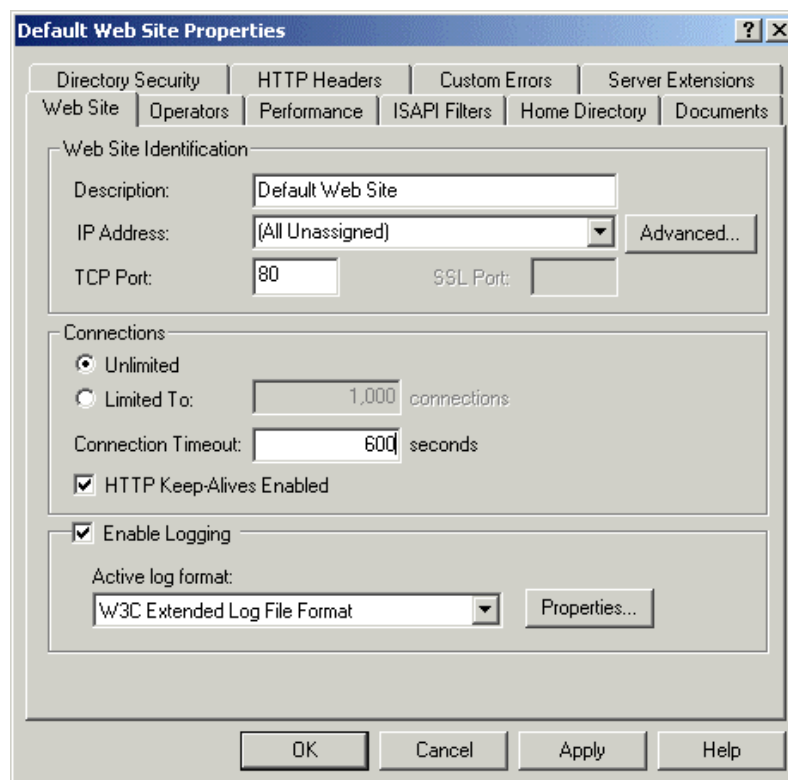 Default Web Site Properties
Directory Security HTTP Headers Custom Errors Server Extensions
Web Site Operators Performance ISAPI Filters Home Directory Documents
Web Site Identification
Description: Default Web Site
IP Address: (All Unassigned) Advanced...
TCP Port: 80 SSL Port:
Connections
Unlimited
Limited To: 1,000 connections
Connection Timeout: 600 seconds
HTTP Keep-Alives Enabled
Enable Logging
Active log format:
W3C Extended Log File Format Properties...
OK Cancel Apply Help